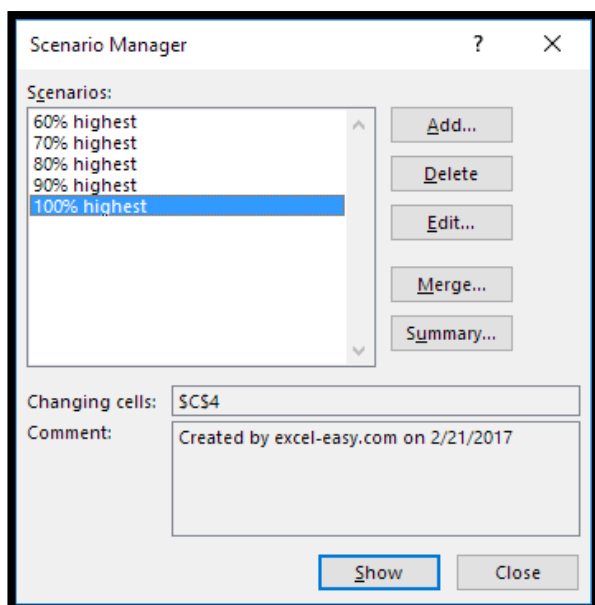 Scenario Manager
?
Scenarios:
60% highest
70% highest
80% highest
90% highest
100% highest
Add...
Delete
Edit...
Merge...
Summary...
Changing cells:
$C$4
Comment:
Created by excel-easy.com on 2/21/2017
Show
Close